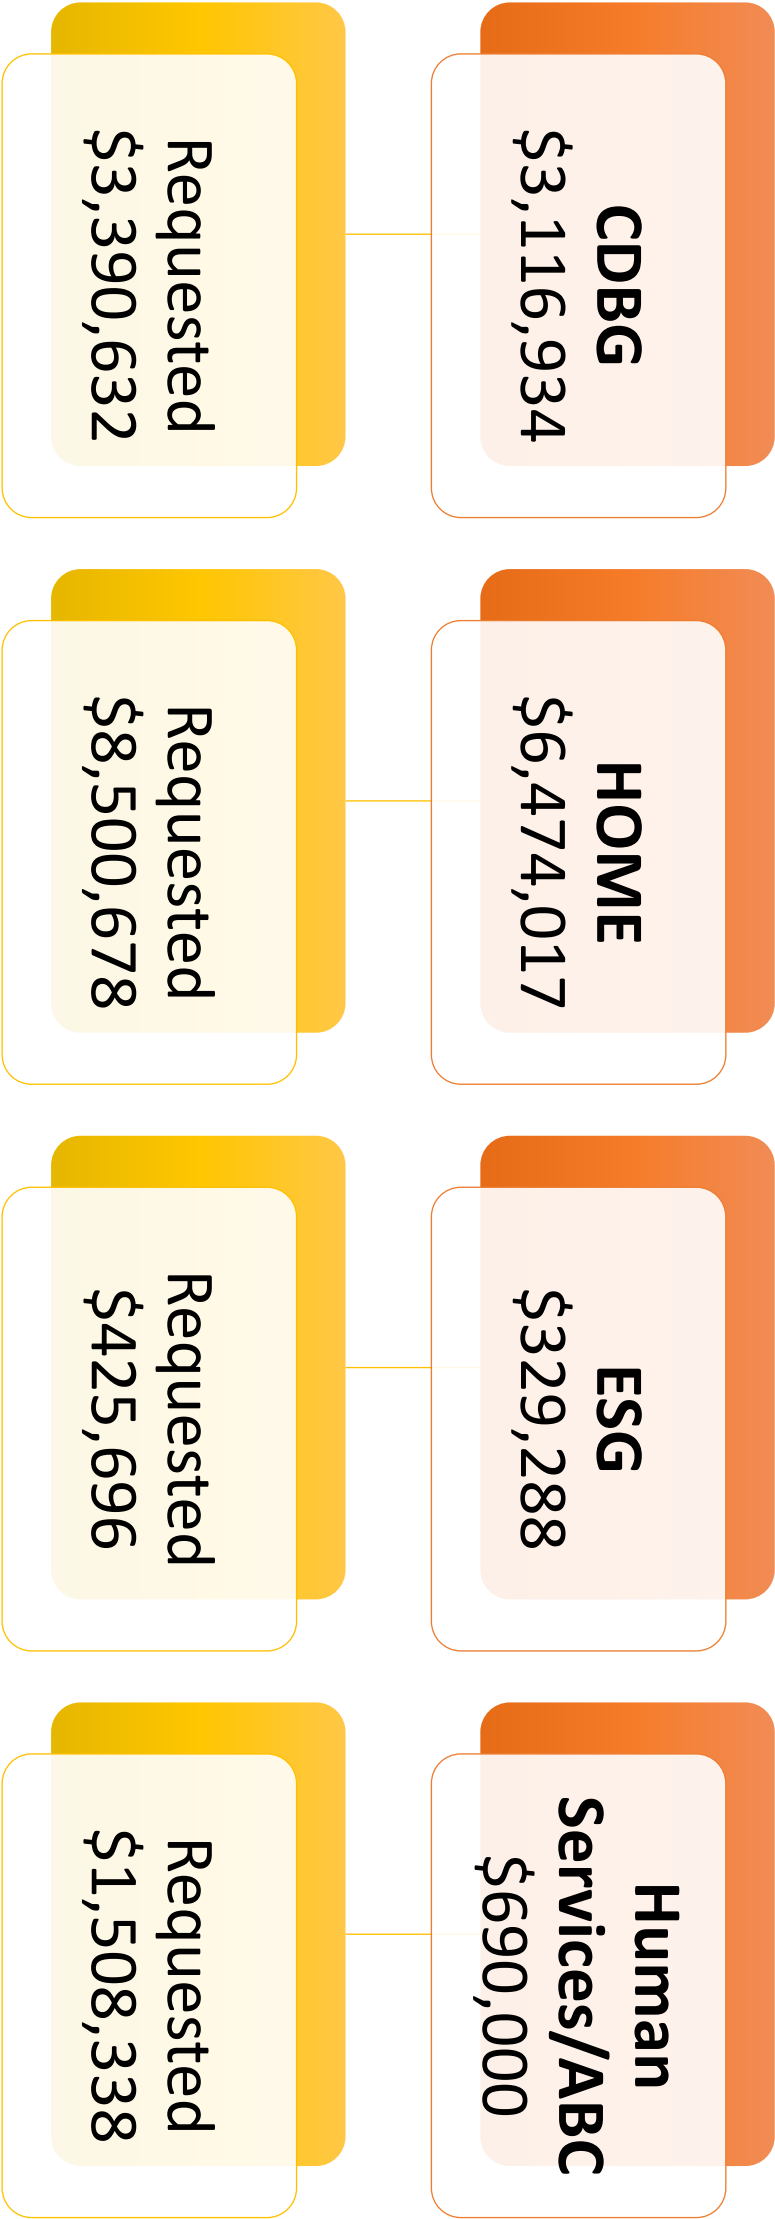 CDBG
$3,116,934
HOME
$6,474,017
ESG
$329,288
Human
Services/ABC
$690,000
Requested
$3,390,632
Requested
$8,500,678
Requested
$425,696
Requested
$1,508,338